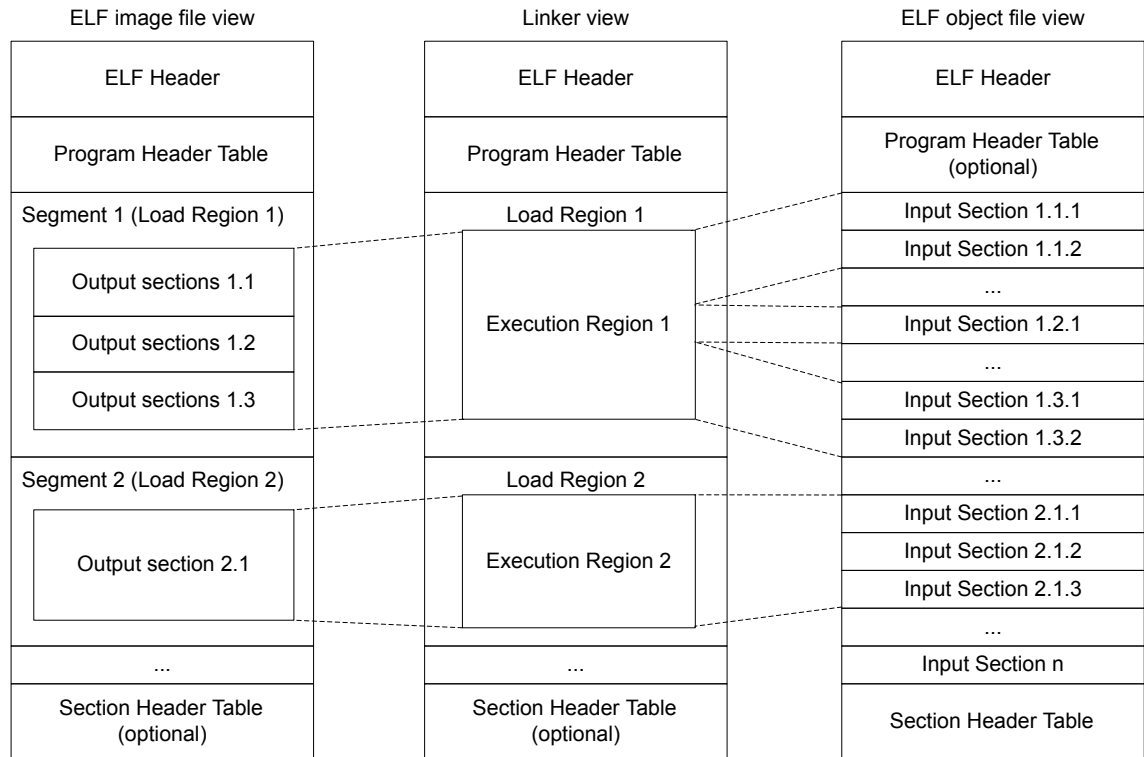 ELF image file view
ELF Header
Program Header Table
Segment 1 (Load Region 1)
Output sections 1.1
Output sections 1.2
Output sections 1.3
Segment 2 (Load Region 2)
Output section 2.1
...
Section Header Table
(optional)
Linker view
ELF Header
Program Header Table
Load Region 1
Execution Region 1
Load Region 2
Execution Region 2
...
Section Header Table
(optional)
ELF object file view
ELF Header
Program Header Table
(optional)
Input Section 1.1.1
Input Section 1.1.2
...
Input Section 1.2.1
...
Input Section 1.3.1
Input Section 1.3.2
...
Input Section 2.1.1
Input Section 2.1.2
Input Section 2.1.3
...
Input Section n
Section Header Table